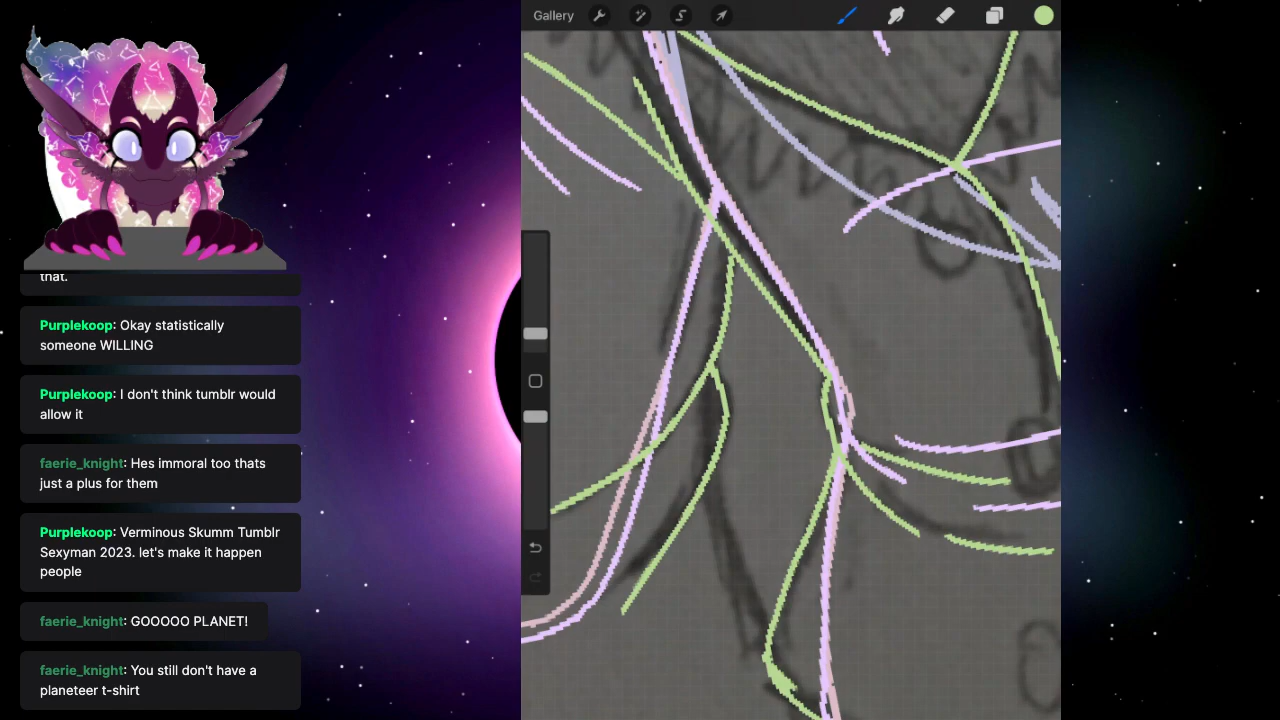 Gallery
that.
Purplekoop: Okay statistically
someone WILLING
Purplekoop: I don't think tumblr would
allow it
faerie_knight: Hes immoral too thats
just a plus for them
Purplekoop: Verminous Skumm Tumblr
Sexyman 2023. let's make it happen
people
faerie_knight: GOOOOO PLANET!
faerie_knight: You still don't have a
planeteer t-shirt